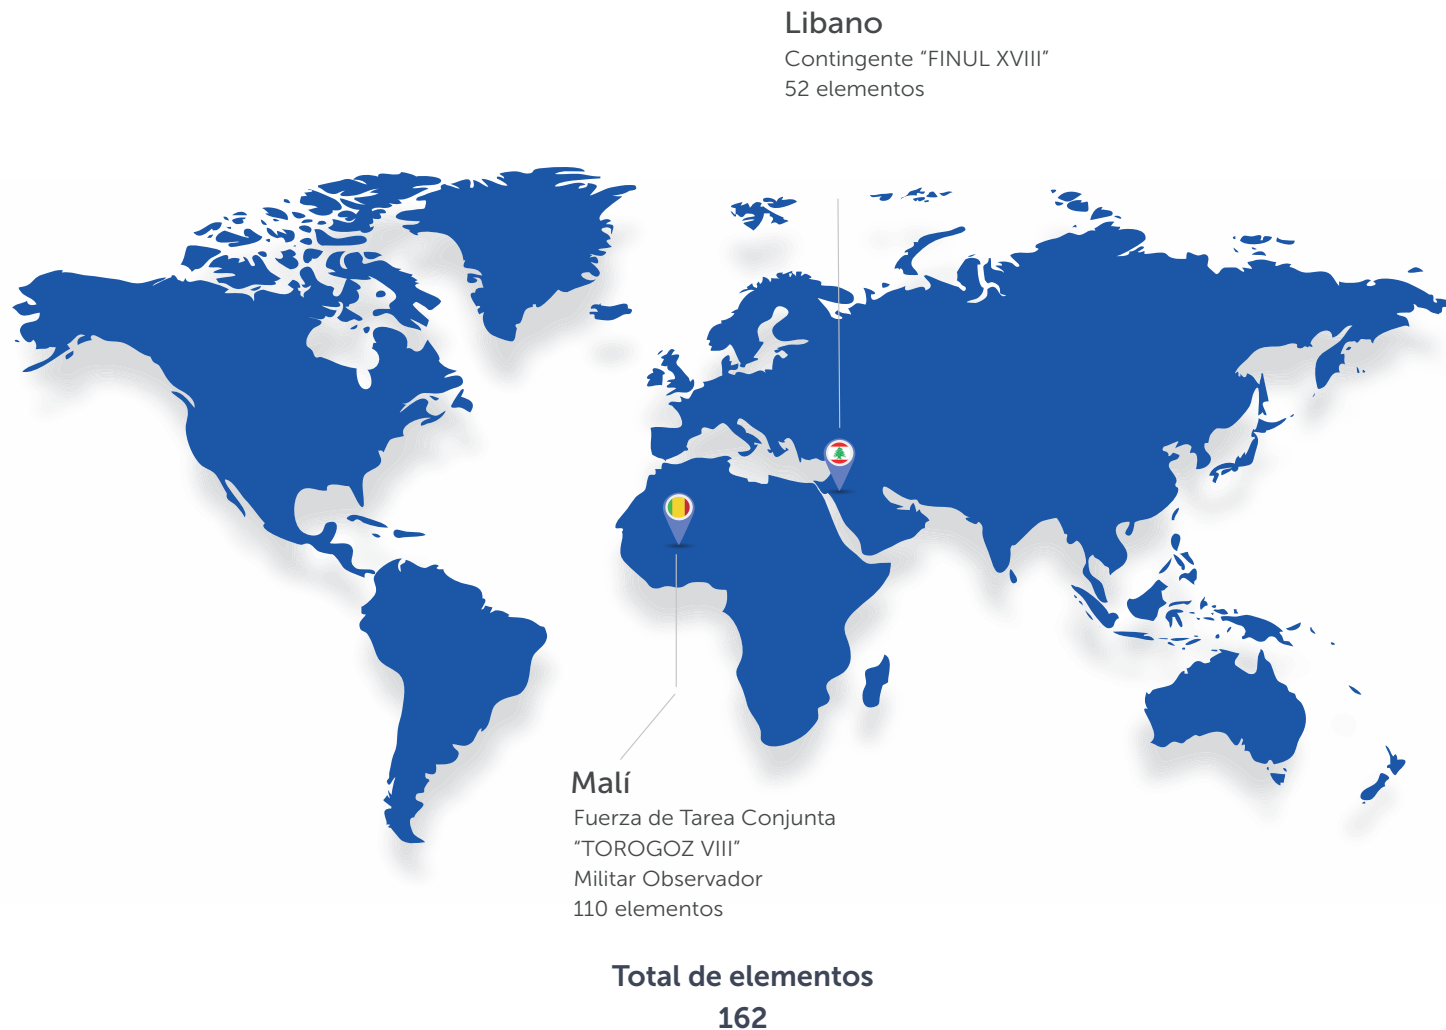 Libano
Contingente “FINUL XVIII”
52 elementos
Malí
Fuerza de Tarea Conjunta
“TOROGOZ VIII”
Militar Observador
110 elementos
Total de elementos
162